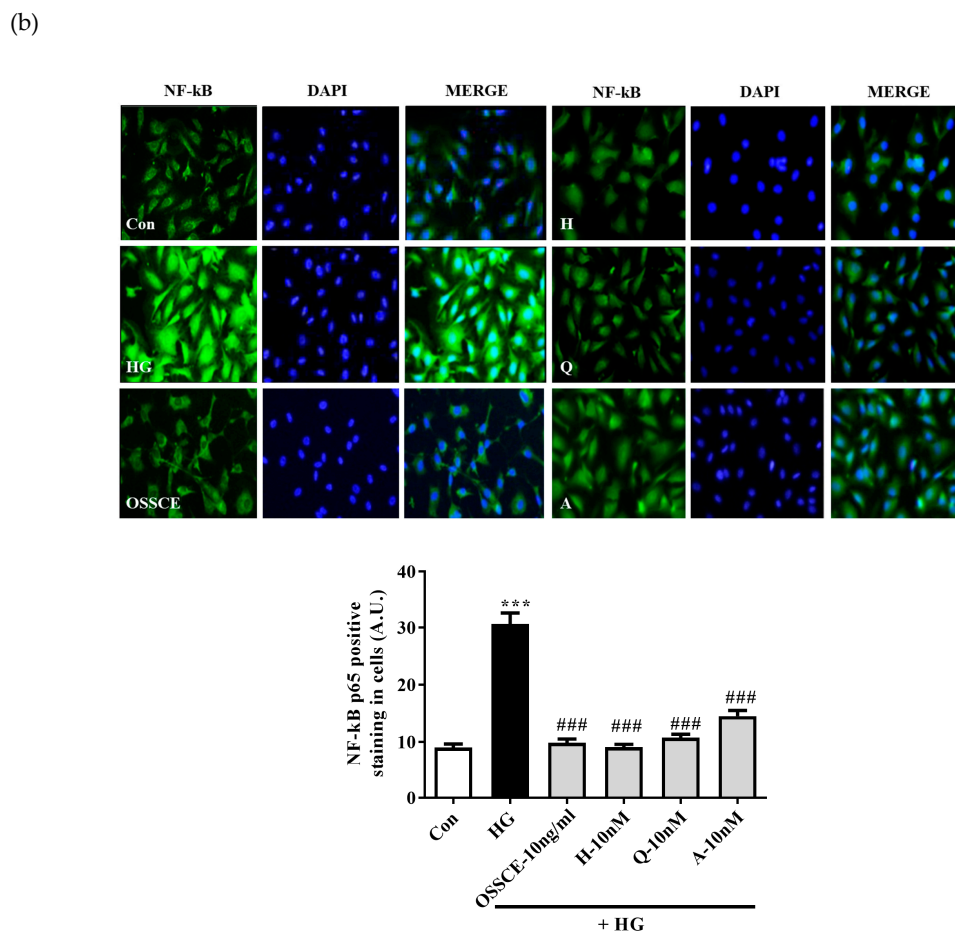 (b)
NF-kB DAPI MERGE NF-kB DAPI MERGE
Con H
HG Q
OSSCE A
NF-kB p65 positive
staining in cells (A.U.)
40
30
20
10
0
***
###
###
###
###
Con HG OSSCE-10ng/ml H-10nM Q-10nM A-10nM
+ HG